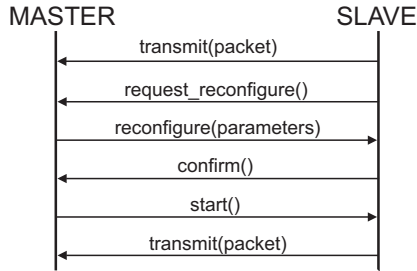 MASTER SLAVE
transmit(packet)
request_reconfigure()
reconfigure(parameters)
confirm()
start()
transmit(packet)